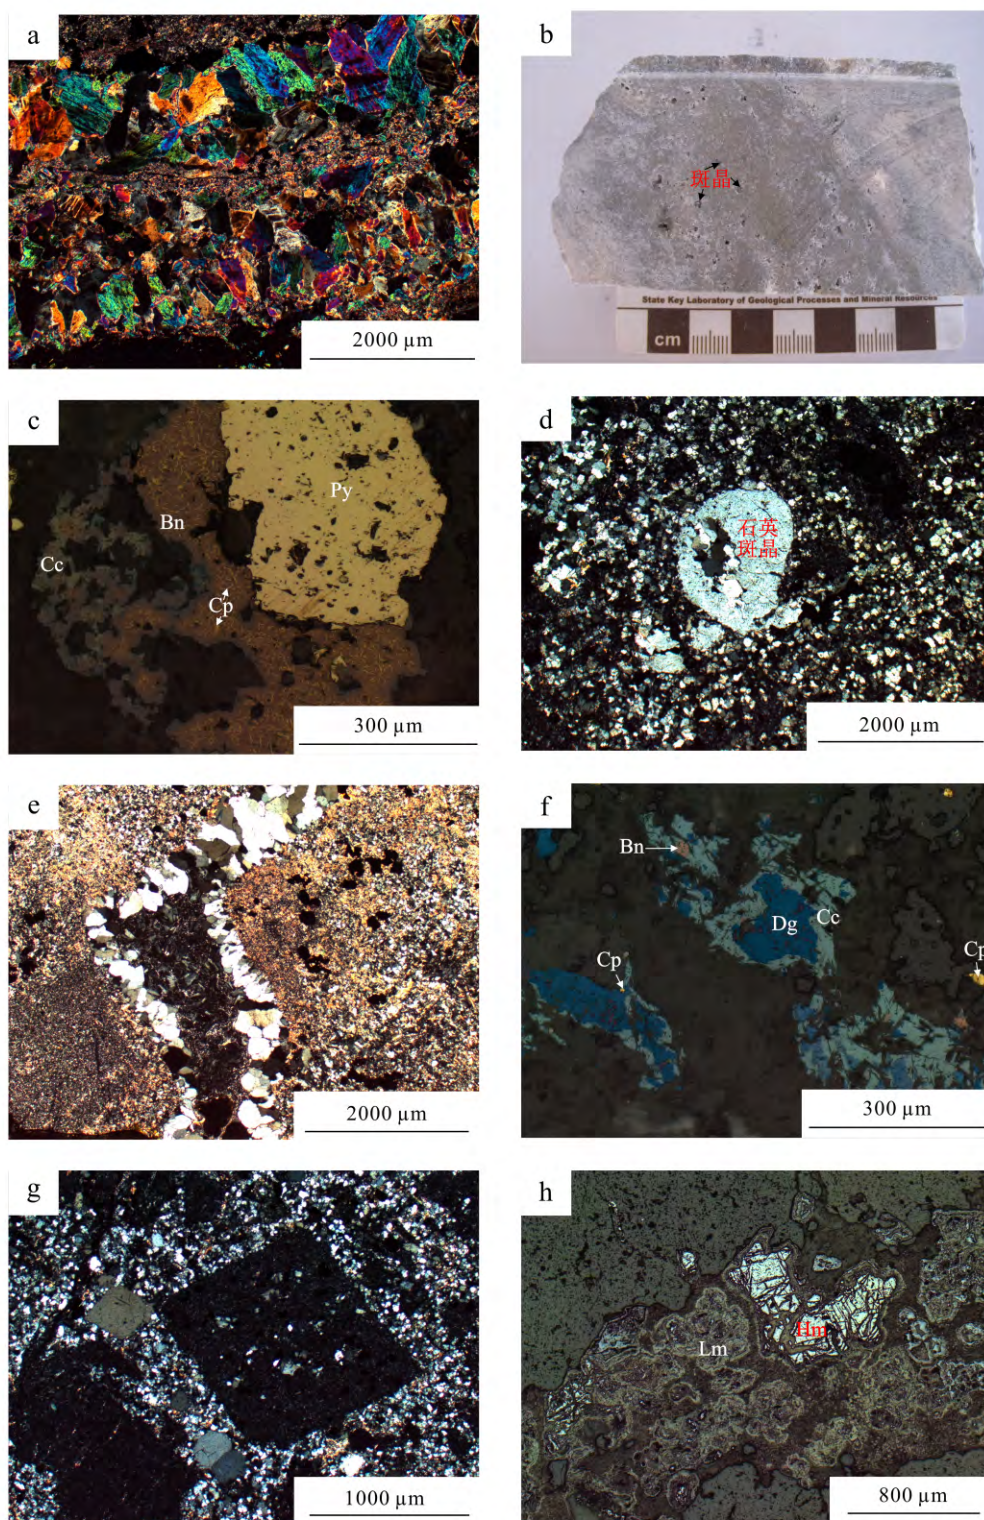 a
2000 µm
b
斑晶
State Key Laboratory of Geological Processes and Mineral Resources
cm
c
Py
Bn
Cc
Cp
300 µm
d
石英
斑晶
2000 µm
e
2000 µm
f
Bn
Dg
Cc
Cp
Cp
300 µm
g
1000 µm
h
Hm
Lm
800 µm